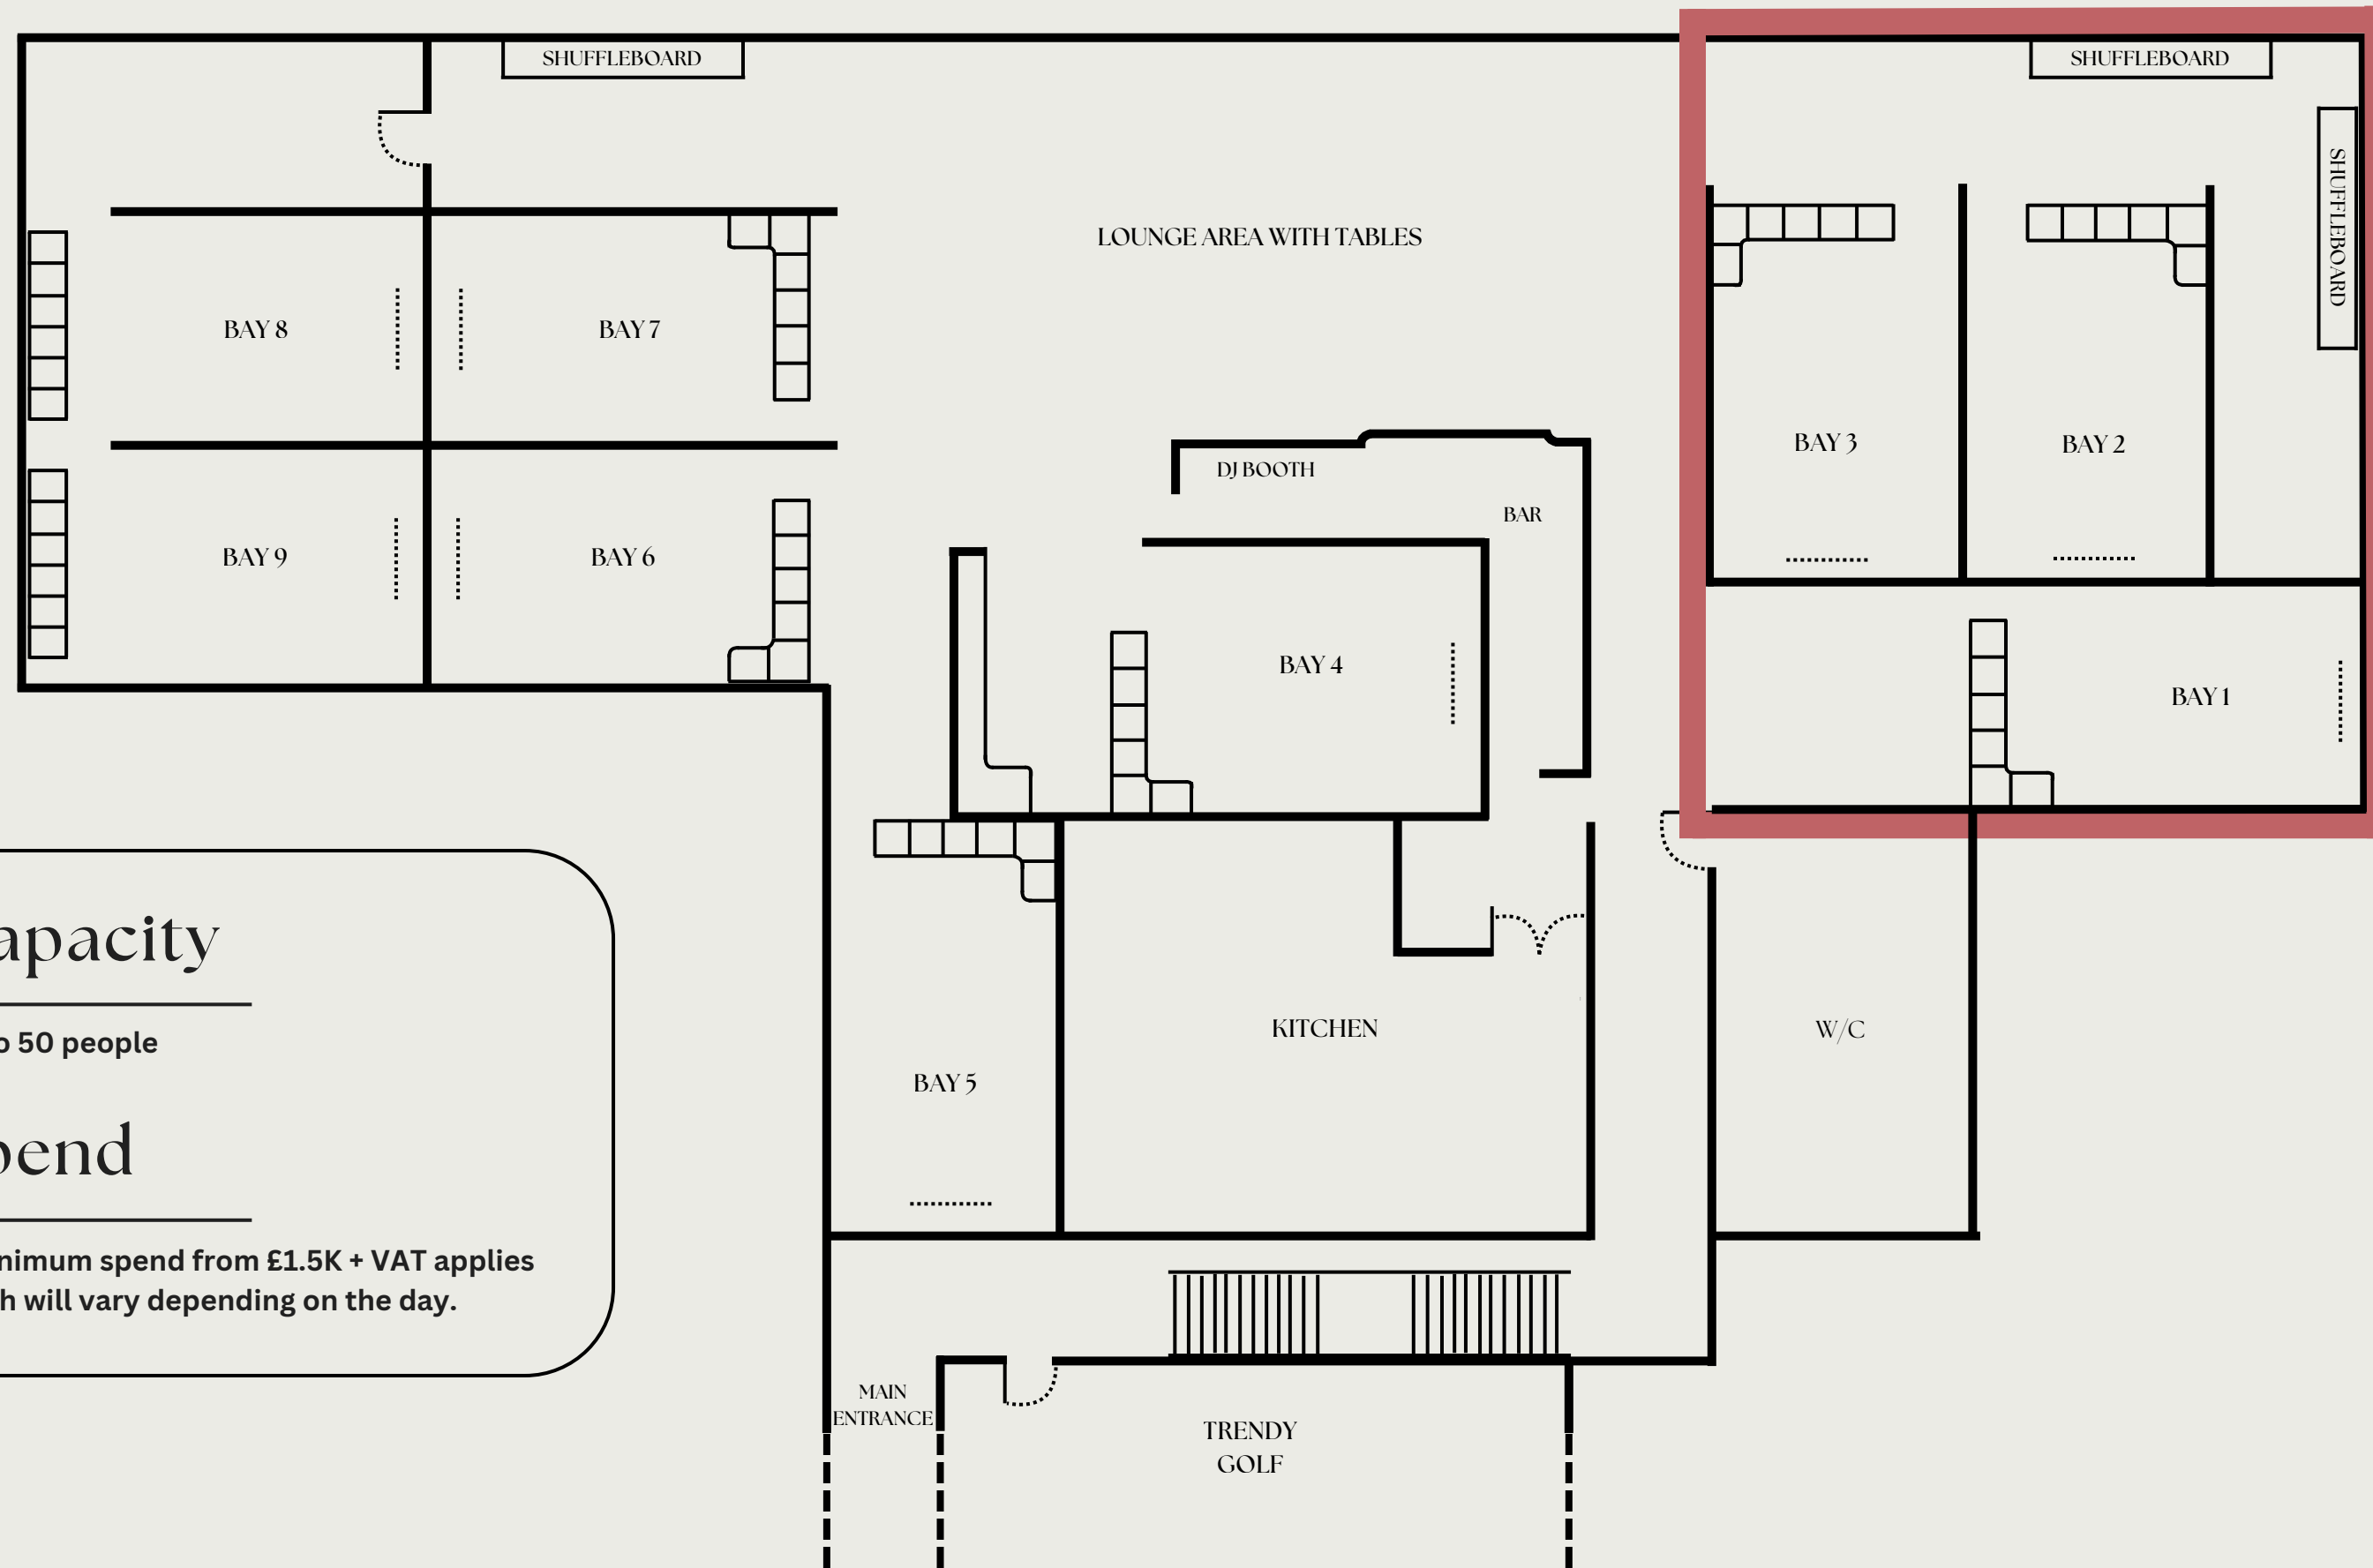 SHUFFLEBOARD
SHUFFLEBOARD
SHUFFLEBOARD
LOUNGE AREA WITH TABLES
BAY 8
BAY 7
BAY 3
BAY 2
DJ BOOTH
BAR
BAY 9
BAY 6
BAY 4
BAY 1
apacity
o 50 people
KITCHEN
W/C
BAY 5
pend
nimum spend from £1.5K + VAT applies
h will vary depending on the day.
MAIN
ENTRANCE
TRENDY
GOLF